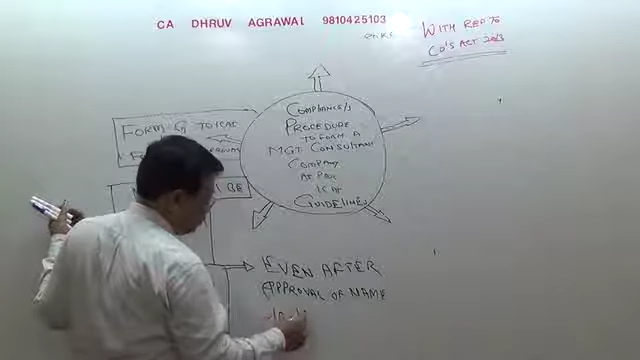 CA DHRUV AGRAWAL 9810425103
WITH REF TO
CO'S ACT 2013
FORM G TO ICAI
COMPLIANCES/
PROCEDURE
TO FORM A
MGT CONSULTANT
COMPANY
AS PER
ICAI
GUIDELINES
BE
EVEN AFTER
APPROVAL OF NAME